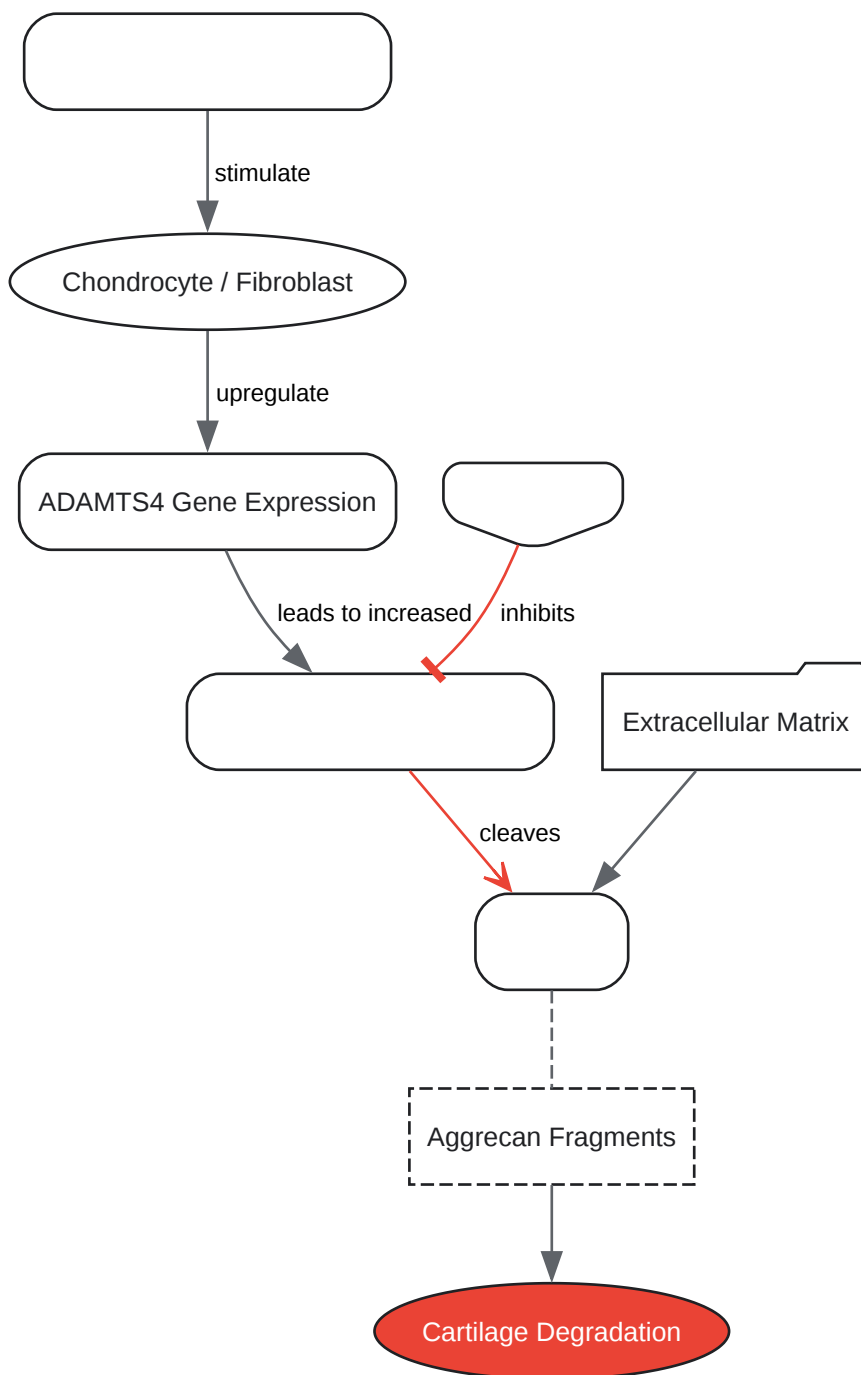 stimulate
Chondrocyte / Fibroblast
upregulate
ADAMTS4 Gene Expression
leads to increased
inhibits
Extracellular Matrix
cleaves
Aggrecan Fragments
Cartilage Degradation